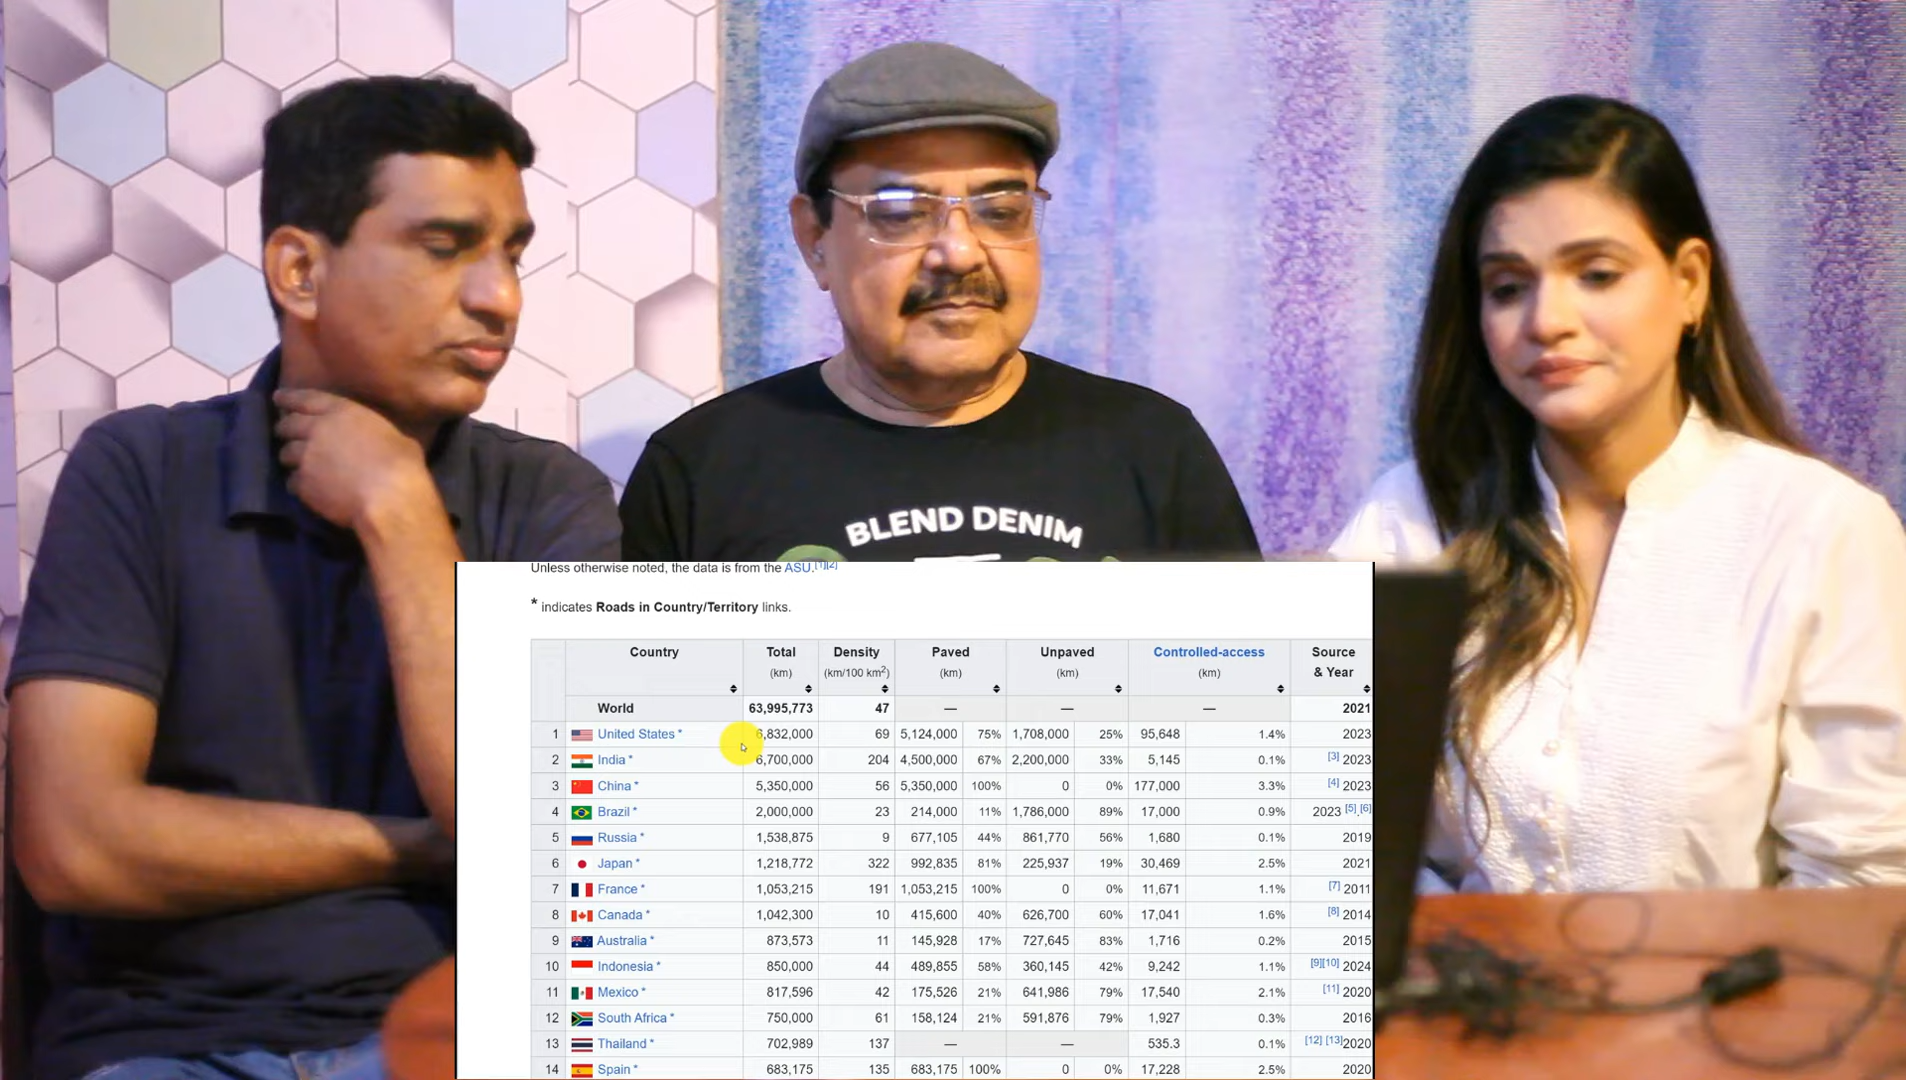 BLEND DENIM
Unless otherwise noted, the data is from the ASU.[1][2]
* indicates Roads in Country/Territory links.
Country Total (km) Density (km/100 km2) Paved (km) Unpaved (km) Controlled-access (km) Source & Year
World 63,995,773 47 — — — 2021
1 United States * 6,832,000 69 5,124,000 75% 1,708,000 25% 95,648 1.4% 2023
2 India * 6,700,000 204 4,500,000 67% 2,200,000 33% 5,145 0.1% [3] 2023
3 China * 5,350,000 56 5,350,000 100% 0 0% 177,000 3.3% [4] 2023
4 Brazil * 2,000,000 23 214,000 11% 1,786,000 89% 17,000 0.9% 2023 [5],[6]
5 Russia * 1,538,875 9 677,105 44% 861,770 56% 1,680 0.1% 2019
6 Japan * 1,218,772 322 992,835 81% 225,937 19% 30,469 2.5% 2021
7 France * 1,053,215 191 1,053,215 100% 0 0% 11,671 1.1% [7] 2011
8 Canada * 1,042,300 10 415,600 40% 626,700 60% 17,041 1.6% [8] 2014
9 Australia * 873,573 11 145,928 17% 727,645 83% 1,716 0.2% 2015
10 Indonesia * 850,000 44 489,855 58% 360,145 42% 9,242 1.1% [9][10] 2024
11 Mexico * 817,596 42 175,526 21% 641,986 79% 17,540 2.1% [11] 2020
12 South Africa * 750,000 61 158,124 21% 591,876 79% 1,927 0.3% 2016
13 Thailand * 702,989 137 — — 535.3 0.1% [12] [13]2020
14 Spain * 683,175 135 683,175 100% 0 0% 17,228 2.5% 2020